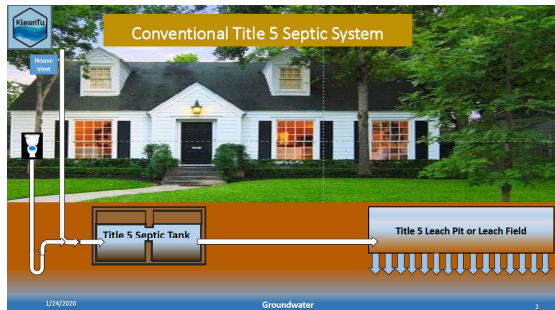 KleanTu
Conventional Title 5 Septic System
House
Vent
Title 5 Septic Tank
Title 5 Leach Pit or Leach Field
1/24/2020
Groundwater
2